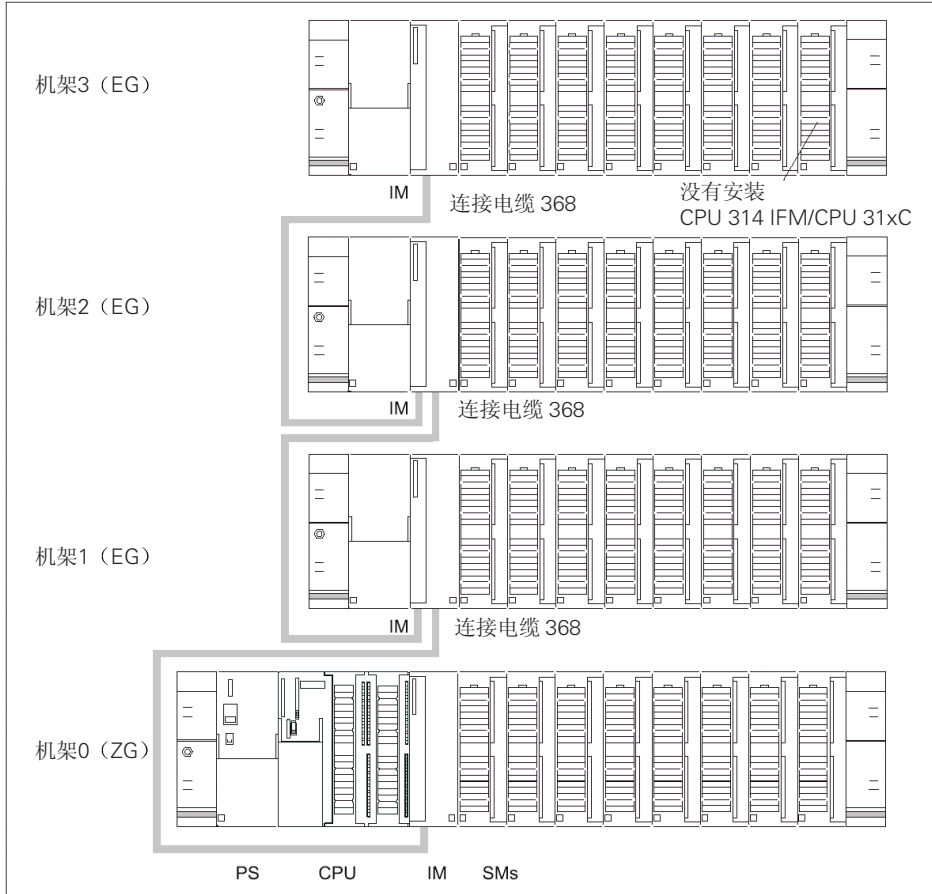 机架3（EG）
IM
连接电缆 368
没有安装
CPU 314 IFM/CPU 31xC
机架2（EG）
IM
连接电缆 368
机架1（EG）
IM
连接电缆 368
机架0（ZG）
PS CPU IM SMs